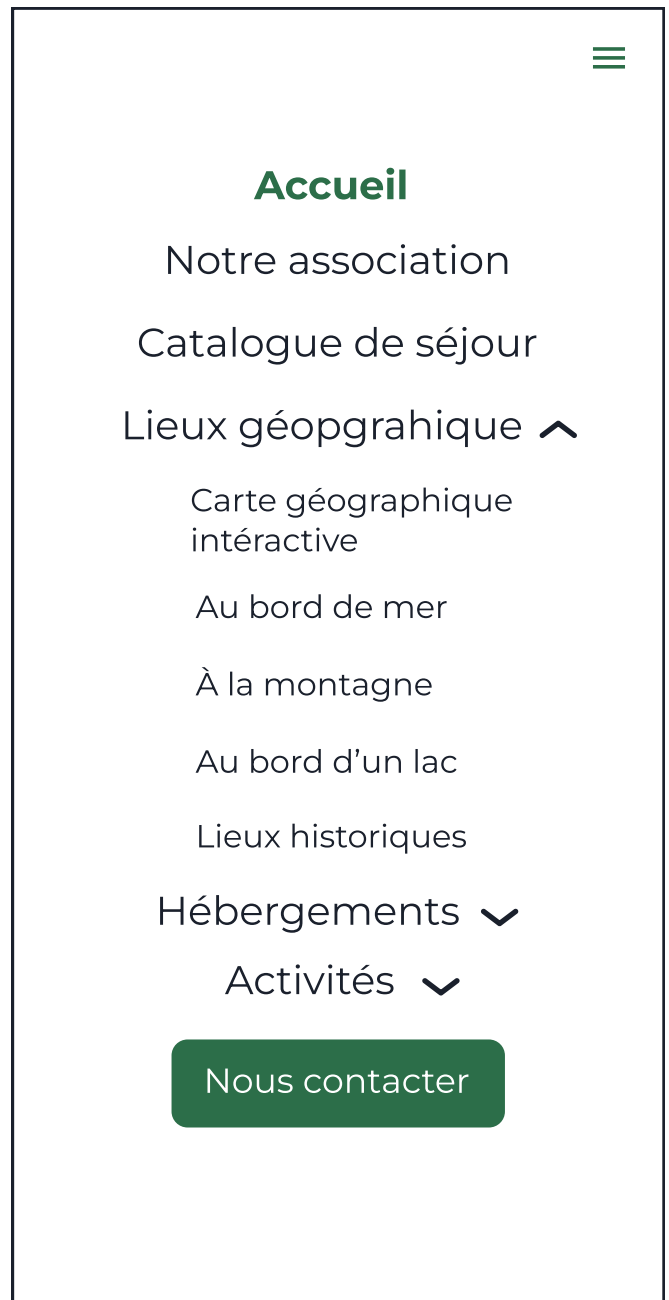 Accueil
Notre association
Catalogue de séjour
Lieux géopgrahique
Carte géographique
intéractive
Au bord de mer
À la montagne
Au bord d’un lac
Lieux historiques
Hébergements
Activités
Nous contacter